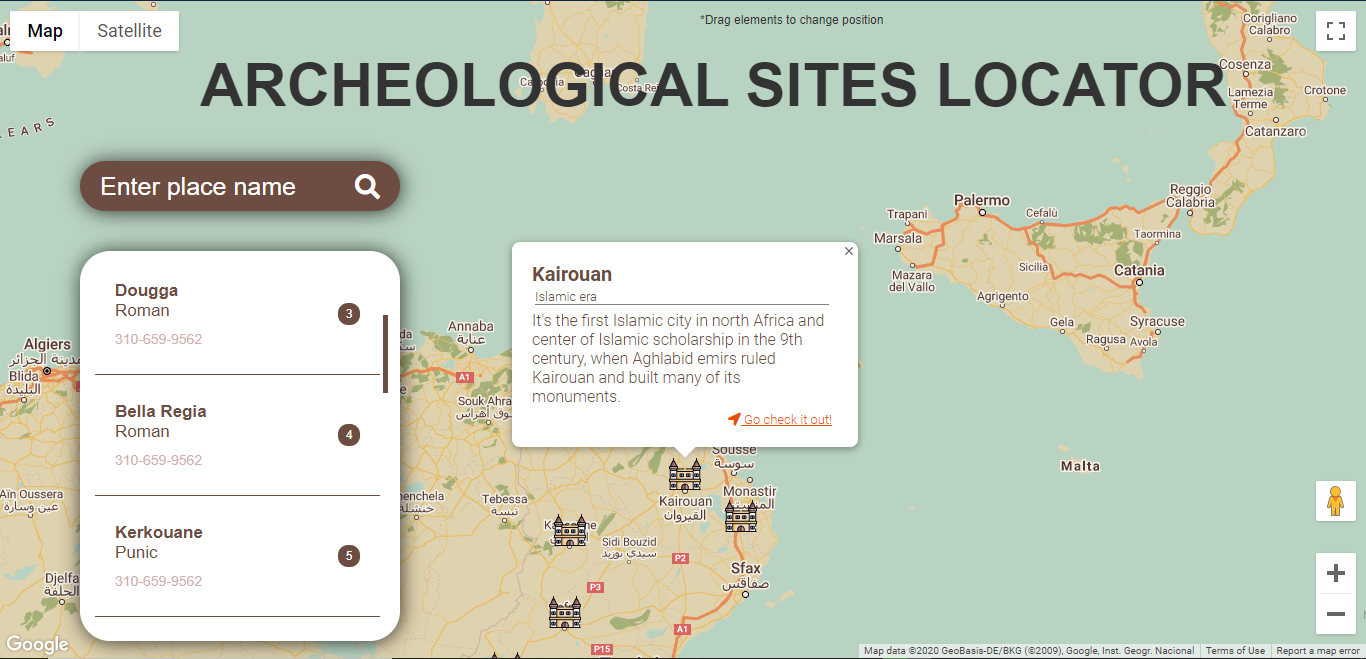 Map
Satellite
*Drag elements to change position
ARCHEOLOGICAL SITES LOCATOR
Corigliano
Calabro
Cosenza
Lamezia
Terme
Crotone
Catanzaro
EARS
Enter place name
Reggio
Calabria
Palermo
Trapani
Cefalù
Marsala
Taormina
Mazara
del Vallo
Sicilia
Catania
Agrigento
Gela
Syracuse
Ragusa
Avola
Kairouan
Islamic era
It's the first Islamic city in north Africa and
center of Islamic scholarship in the 9th
century, when Aghlabid emirs ruled
Kairouan and built many of its
monuments.
Go check it out!
Dougga
Roman
3
310-659-9562
Bella Regia
Roman
4
310-659-9562
Kerkouane
Punic
5
310-659-9562
Annaba
عنابة
Algiers
مدينة الجزائر
Blida
البليدة
A1
Souk Ahra
سوق أهراس
Sousse
سوسة
Malta
Aïn Oussera
عين وسارة
henchela
خنشلة
Tebessa
تبسة
Kairouan
القيروان
Monastir
المنستير
Sidi Bouzid
سيدي بوزيد
P2
Sfax
صفاقس
Djelfa
الجلفة
P3
A1
P15
Google
Map data ©2020 GeoBasis-DE/BKG (©2009), Google, Inst. Geogr. Nacional
Terms of Use
Report a map error